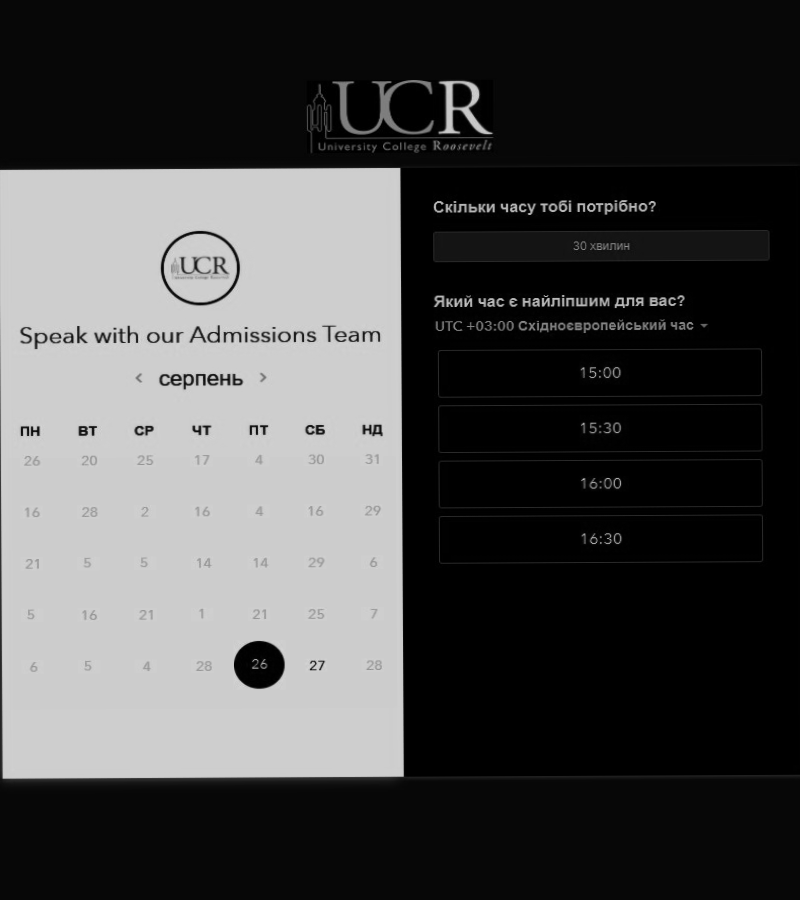 UCR
University College Roosevelt
UCR
Speak with our Admissions Team
серпень
ПН ВТ СР ЧТ ПТ СБ НД
26 20 25 17 4 30 31
16 28 2 16 4 16 29
21 5 5 14 14 29 6
5 16 21 1 21 25 7
6 5 4 28 26 27 28
Скільки часу тобі потрібно?
30 хвилин
Який час є найліпшим для вас?
UTC +03:00 Східноєвропейський час
15:00
15:30
16:00
16:30